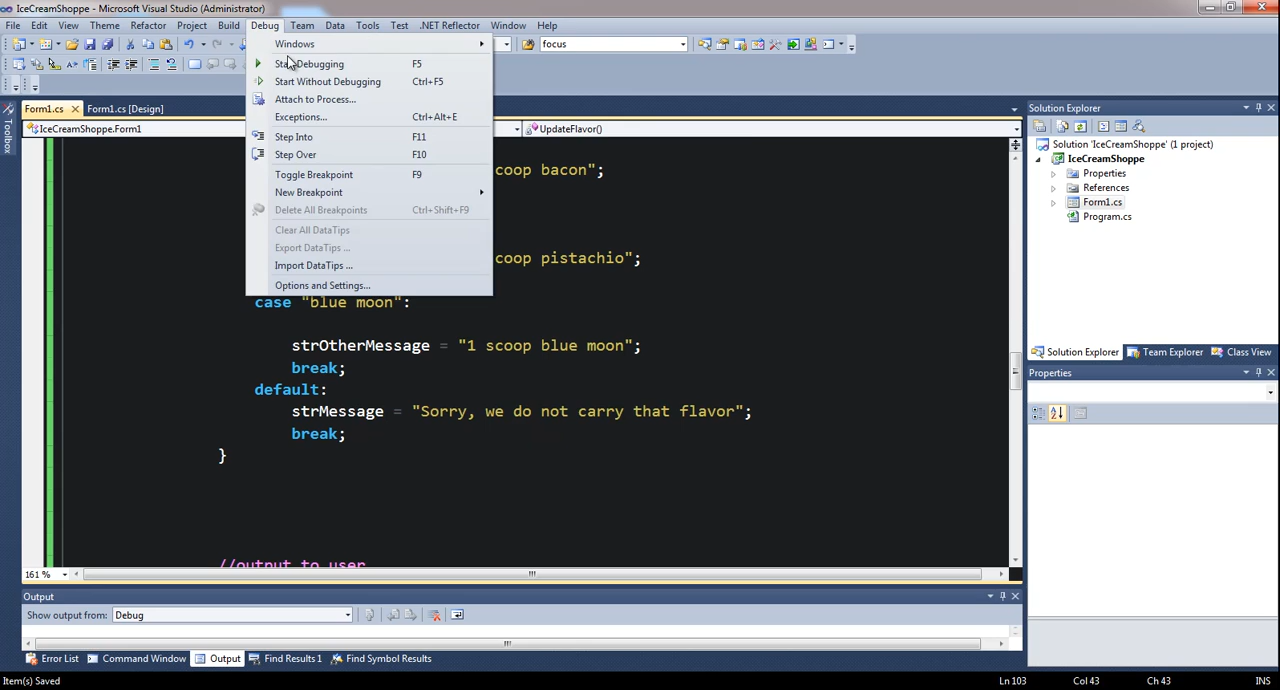 IceCreamShoppe - Microsoft Visual Studio (Administrator)
File Edit View Theme Refactor Project Build Debug Team Data Tools Test .NET Reflector Window Help
focus
Windows
Start Debugging F5
Start Without Debugging Ctrl+F5
Attach to Process...
Exceptions... Ctrl+Alt+E
Step Into F11
Step Over F10
Toggle Breakpoint F9
New Breakpoint
Delete All Breakpoints Ctrl+Shift+F9
Clear All DataTips
Export DataTips ...
Import DataTips ...
Options and Settings...
Toolbox
Form1.cs Form1.cs [Design]
IceCreamShoppe.Form1 UpdateFlavor()
coop bacon";
coop pistachio";
case "blue moon":
strOtherMessage = "1 scoop blue moon";
break;
default:
strMessage = "Sorry, we do not carry that flavor";
break;
}
//output to user
161 %
Solution Explorer
Solution 'IceCreamShoppe' (1 project)
IceCreamShoppe
Properties
References
Form1.cs
Program.cs
Solution Explorer Team Explorer Class View
Properties
Output
Show output from: Debug
Error List Command Window Output Find Results 1 Find Symbol Results
Item(s) Saved Ln 103 Col 43 Ch 43 INS